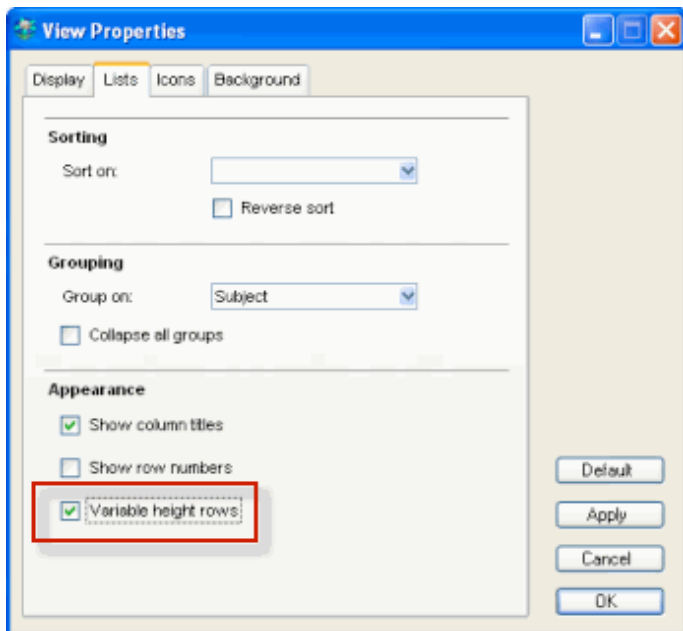 View Properties
Display Lists Icons Background
Sorting
Sort on:
Reverse sort
Grouping
Group on: Subject
Collapse all groups
Appearance
Show column titles
Show row numbers
Variable height rows
Default
Apply
Cancel
OK